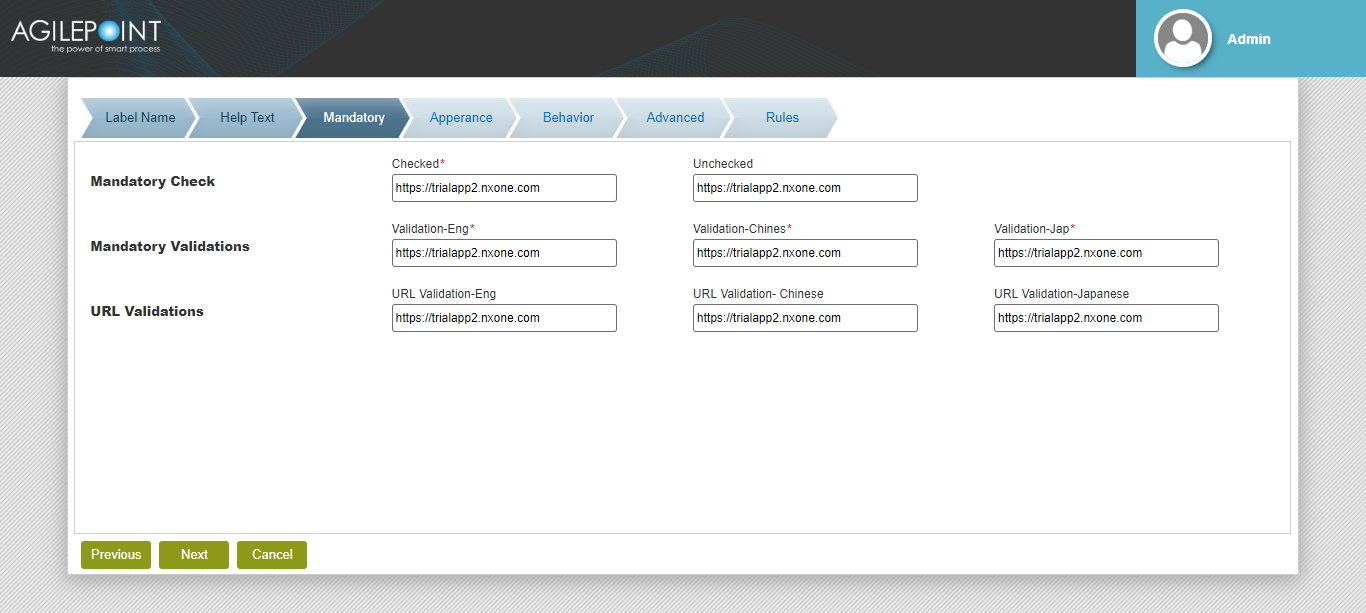 AGILEPOINT
the power of smart process
Admin
Label Name Help Text Mandatory Apperance Behavior Advanced Rules
Checked* Unchecked
Mandatory Check
https://trialapp2.nxone.com https://trialapp2.nxone.com
Validation-Eng* Validation-Chines* Validation-Jap*
Mandatory Validations
https://trialapp2.nxone.com https://trialapp2.nxone.com https://trialapp2.nxone.com
URL Validation-Eng URL Validation- Chinese URL Validation-Japanese
URL Validations
https://trialapp2.nxone.com https://trialapp2.nxone.com https://trialapp2.nxone.com
Previous Next Cancel